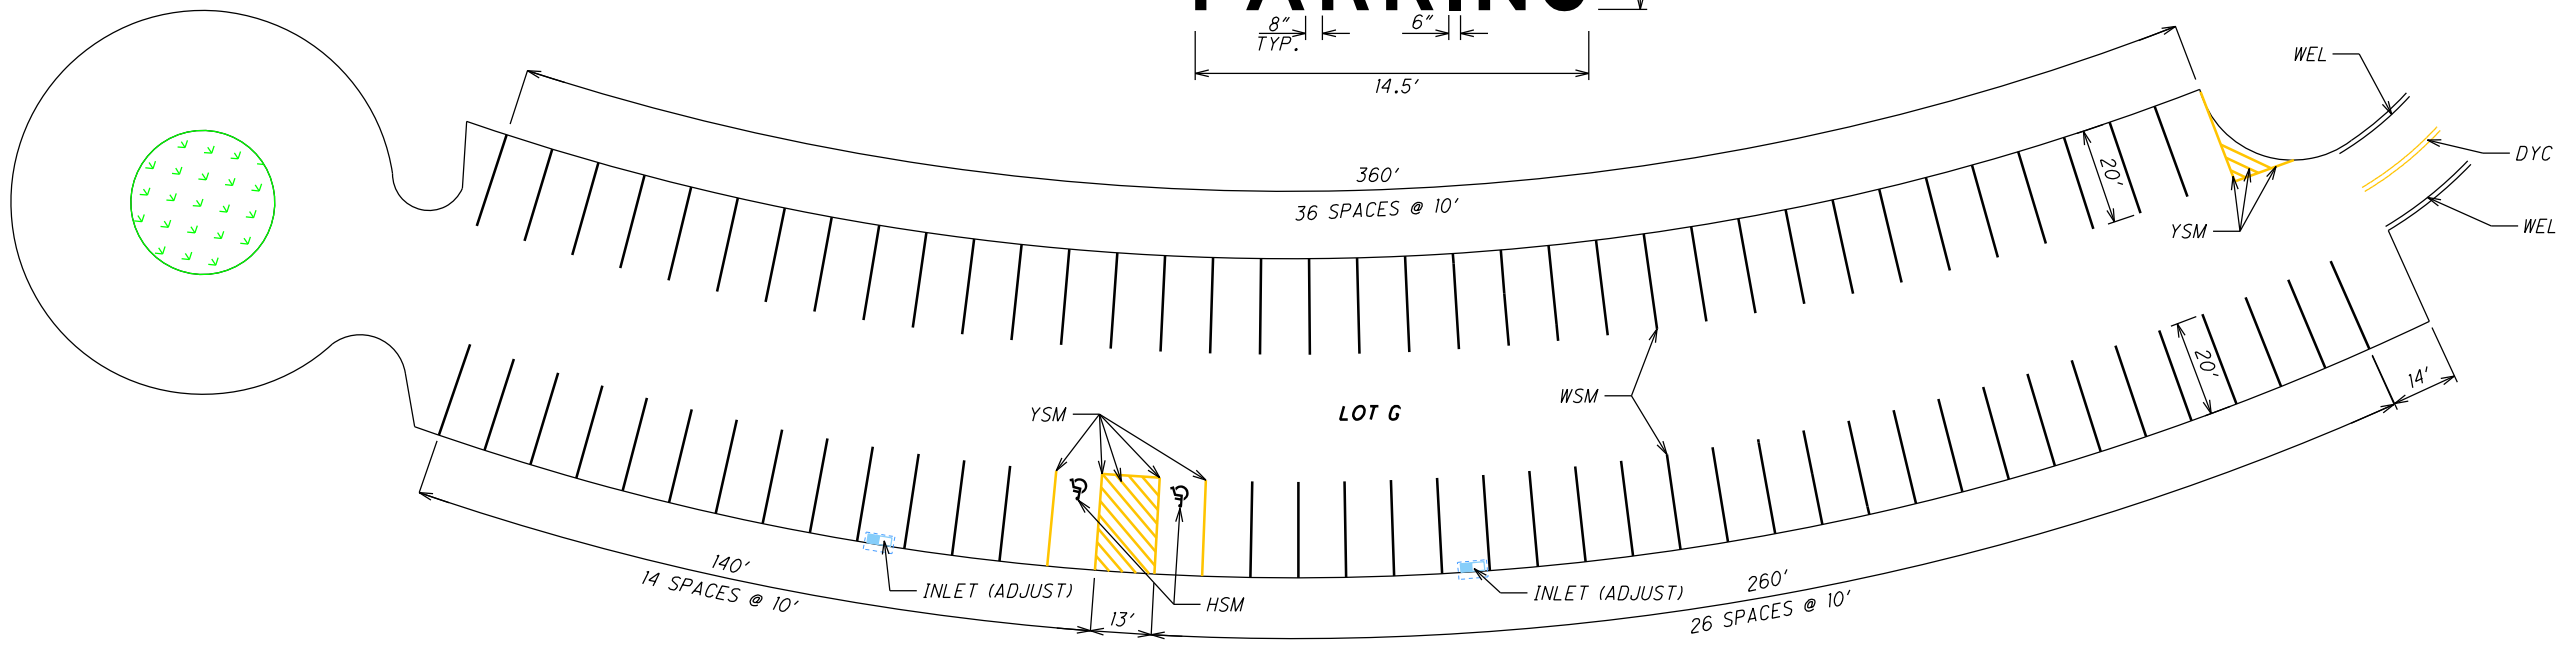 PARKING
8"
TYP.
6"
14.5'
WEL
DYC
WEL
360'
36 SPACES @ 10'
20'
YSM
20'
14'
WSM
LOT G
YSM
140'
14 SPACES @ 10'
INLET (ADJUST)
HSM
13'
INLET (ADJUST)
260'
26 SPACES @ 10'